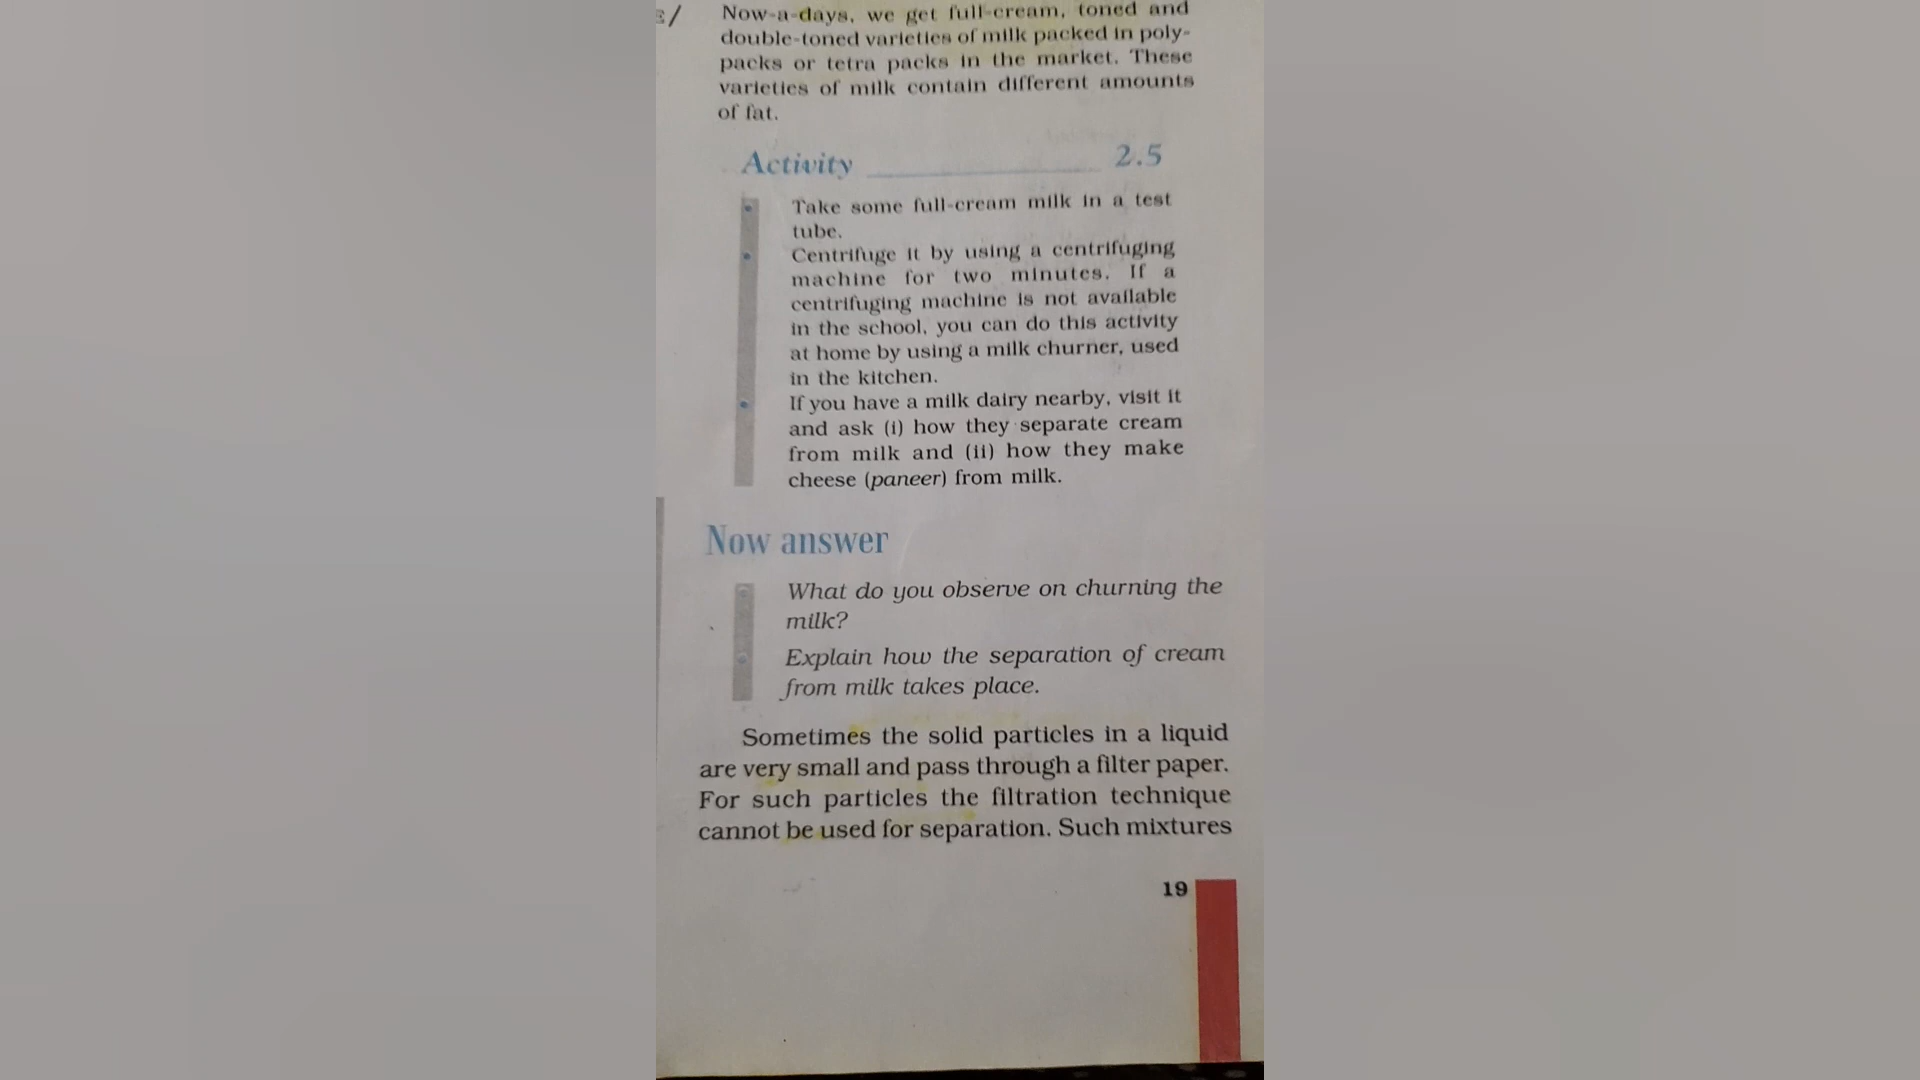 Now-a-days, we get full-cream, toned and
double-toned varieties of milk packed in poly-
packs or tetra packs in the market. These
varieties of milk contain different amounts
of fat.
Activity 2.5
• Take some full-cream milk in a test
tube.
• Centrifuge it by using a centrifuging
machine for two minutes. If a
centrifuging machine is not available
in the school, you can do this activity
at home by using a milk churner, used
in the kitchen.
• If you have a milk dairy nearby, visit it
and ask (i) how they separate cream
from milk and (ii) how they make
cheese (paneer) from milk.
Now answer
• What do you observe on churning the
milk?
• Explain how the separation of cream
from milk takes place.
Sometimes the solid particles in a liquid
are very small and pass through a filter paper.
For such particles the filtration technique
cannot be used for separation. Such mixtures
19